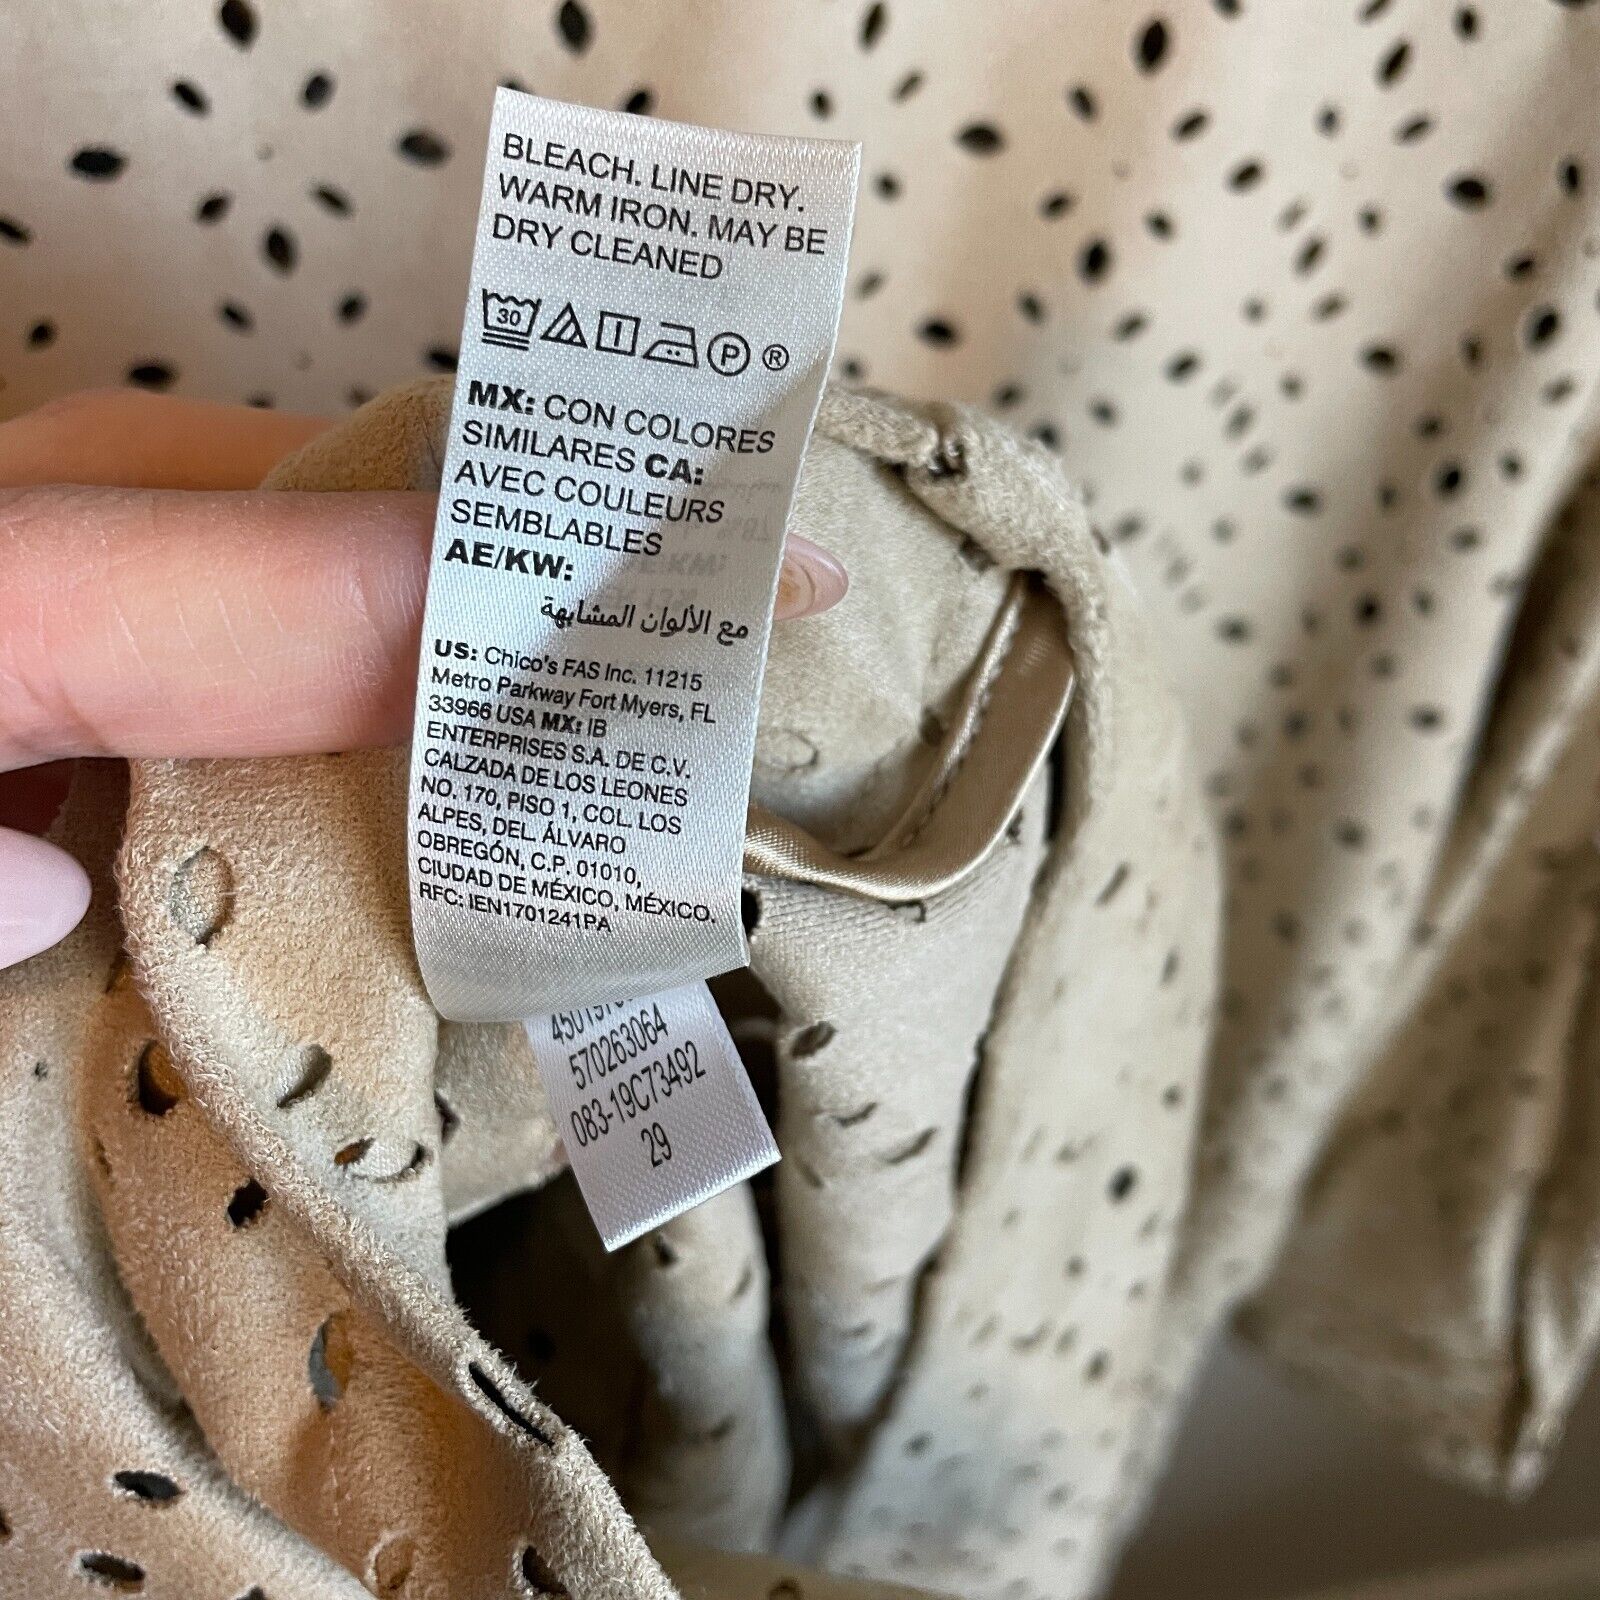 BLEACH. LINE DRY.
WARM IRON. MAY BE
DRY CLEANED
30 P ®
MX: CON COLORES
SIMILARES CA:
AVEC COULEURS
SEMBLABLES
AE/KW:
مع الألوان المشابهة
US: Chico's FAS Inc. 11215
Metro Parkway Fort Myers, FL
33966 USA MX: IB
ENTERPRISES S.A. DE C.V.
CALZADA DE LOS LEONES
NO. 170, PISO 1, COL. LOS
ALPES, DEL. ÁLVARO
OBREGÓN, C.P. 01010,
CIUDAD DE MÉXICO, MÉXICO.
RFC: IEN1701241PA
570263064
083-19C73492
29